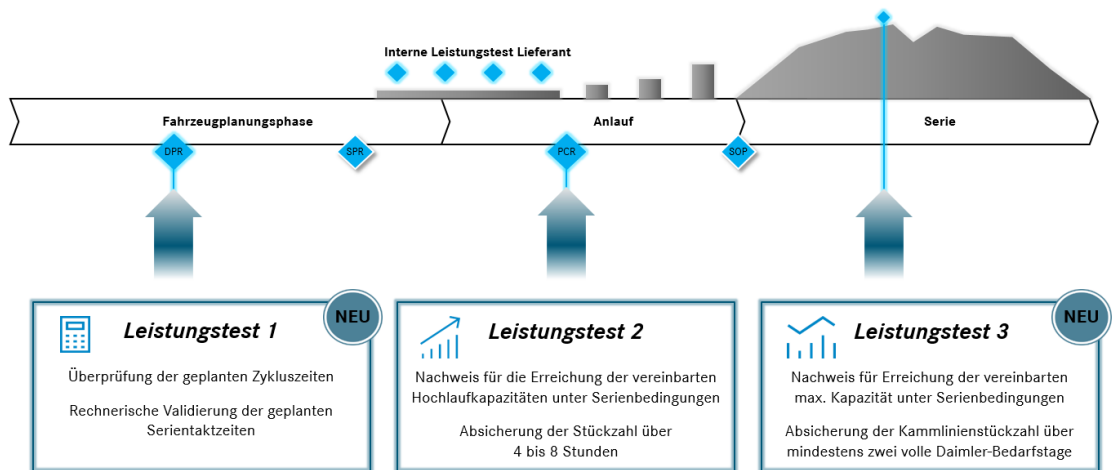 Interne Leistungstest Lieferant
Fahrzeugplanungsphase
Anlauf
Serie
DPR
SPR
PCR
SOP
NEU
Leistungstest 1
Überprüfung der geplanten Zykluszeiten
Rechnerische Validierung der geplanten
Serientaktzeiten
Leistungstest 2
Nachweis für die Erreichung der vereinbarten
Hochlaufkapazitäten unter Serienbedingungen
Absicherung der Stückzahl über
4 bis 8 Stunden
NEU
Leistungstest 3
Nachweis für Erreichung der vereinbarten
max. Kapazität unter Serienbedingungen
Absicherung der Kammlinienstückzahl über
mindestens zwei volle Daimler-Bedarfstage